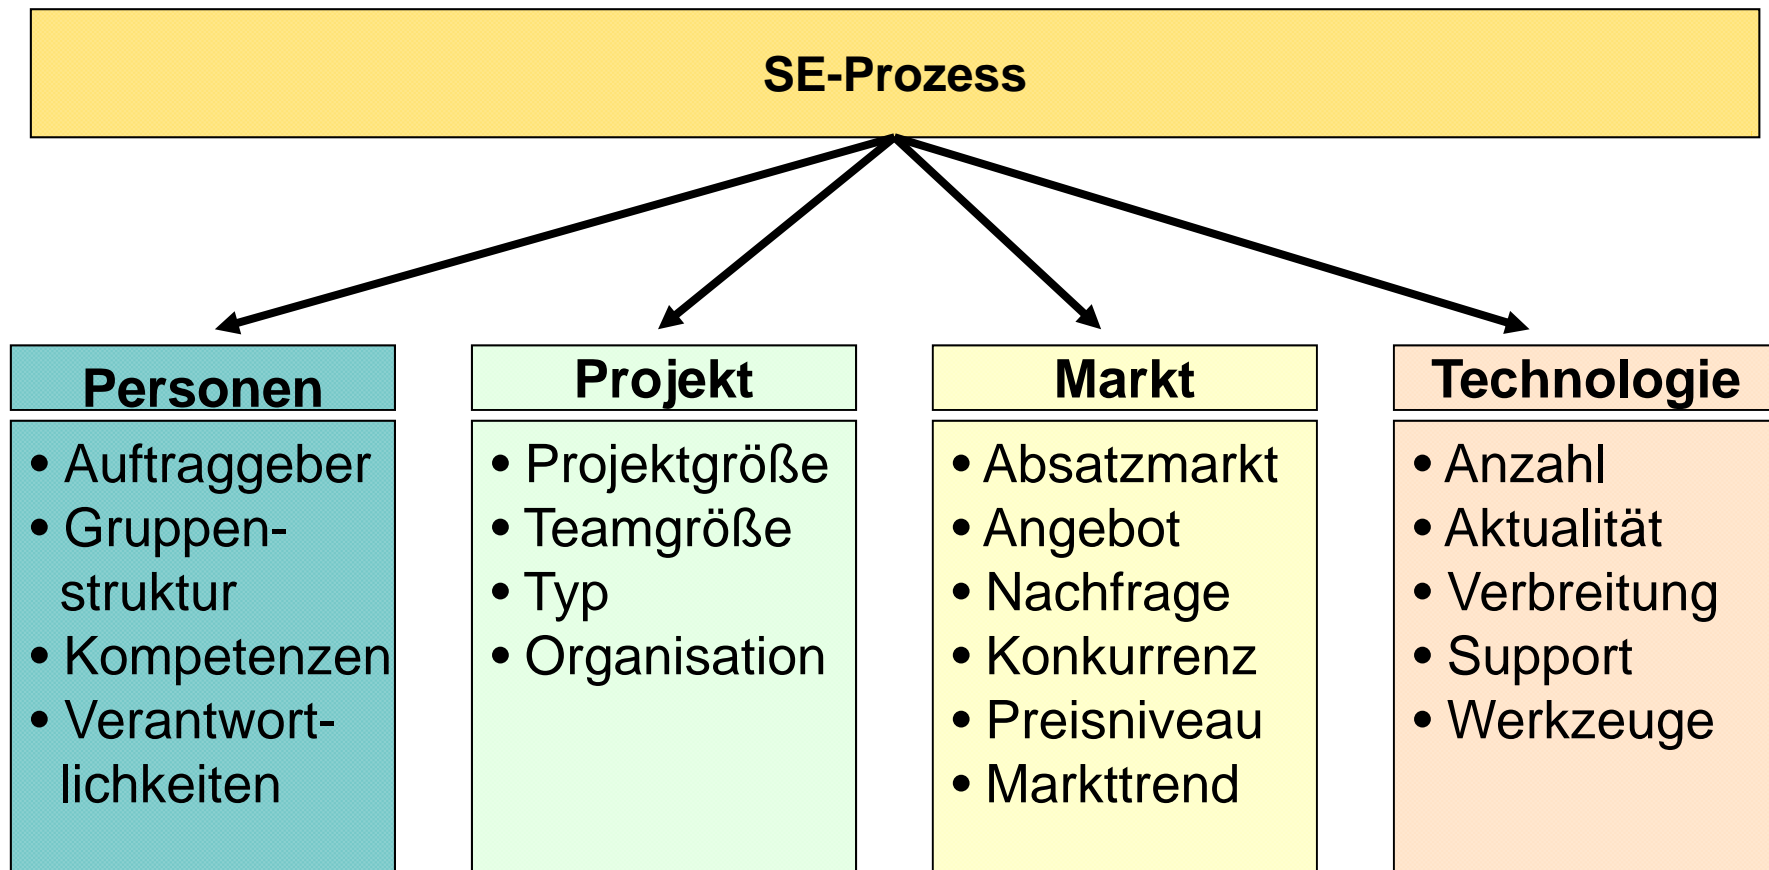 SE-Prozess
Personen
• Auftraggeber
• Gruppen-
struktur
• Kompetenzen
• Verantwort-
lichkeiten
Projekt
• Projektgröße
• Teamgröße
• Typ
• Organisation
Markt
• Absatzmarkt
• Angebot
• Nachfrage
• Konkurrenz
• Preisniveau
• Markttrend
Technologie
• Anzahl
• Aktualität
• Verbreitung
• Support
• Werkzeuge